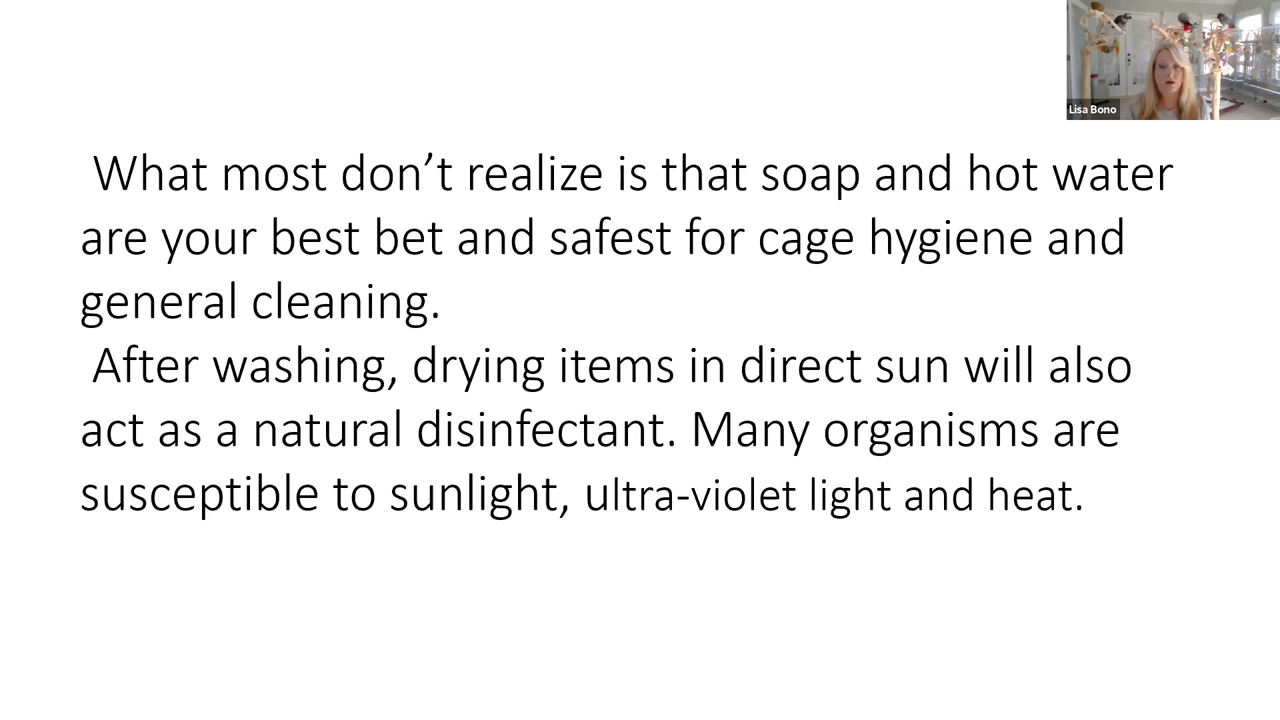 Lisa Bono
What most don’t realize is that soap and hot water
are your best bet and safest for cage hygiene and
general cleaning.
After washing, drying items in direct sun will also
act as a natural disinfectant. Many organisms are
susceptible to sunlight, ultra-violet light and heat.